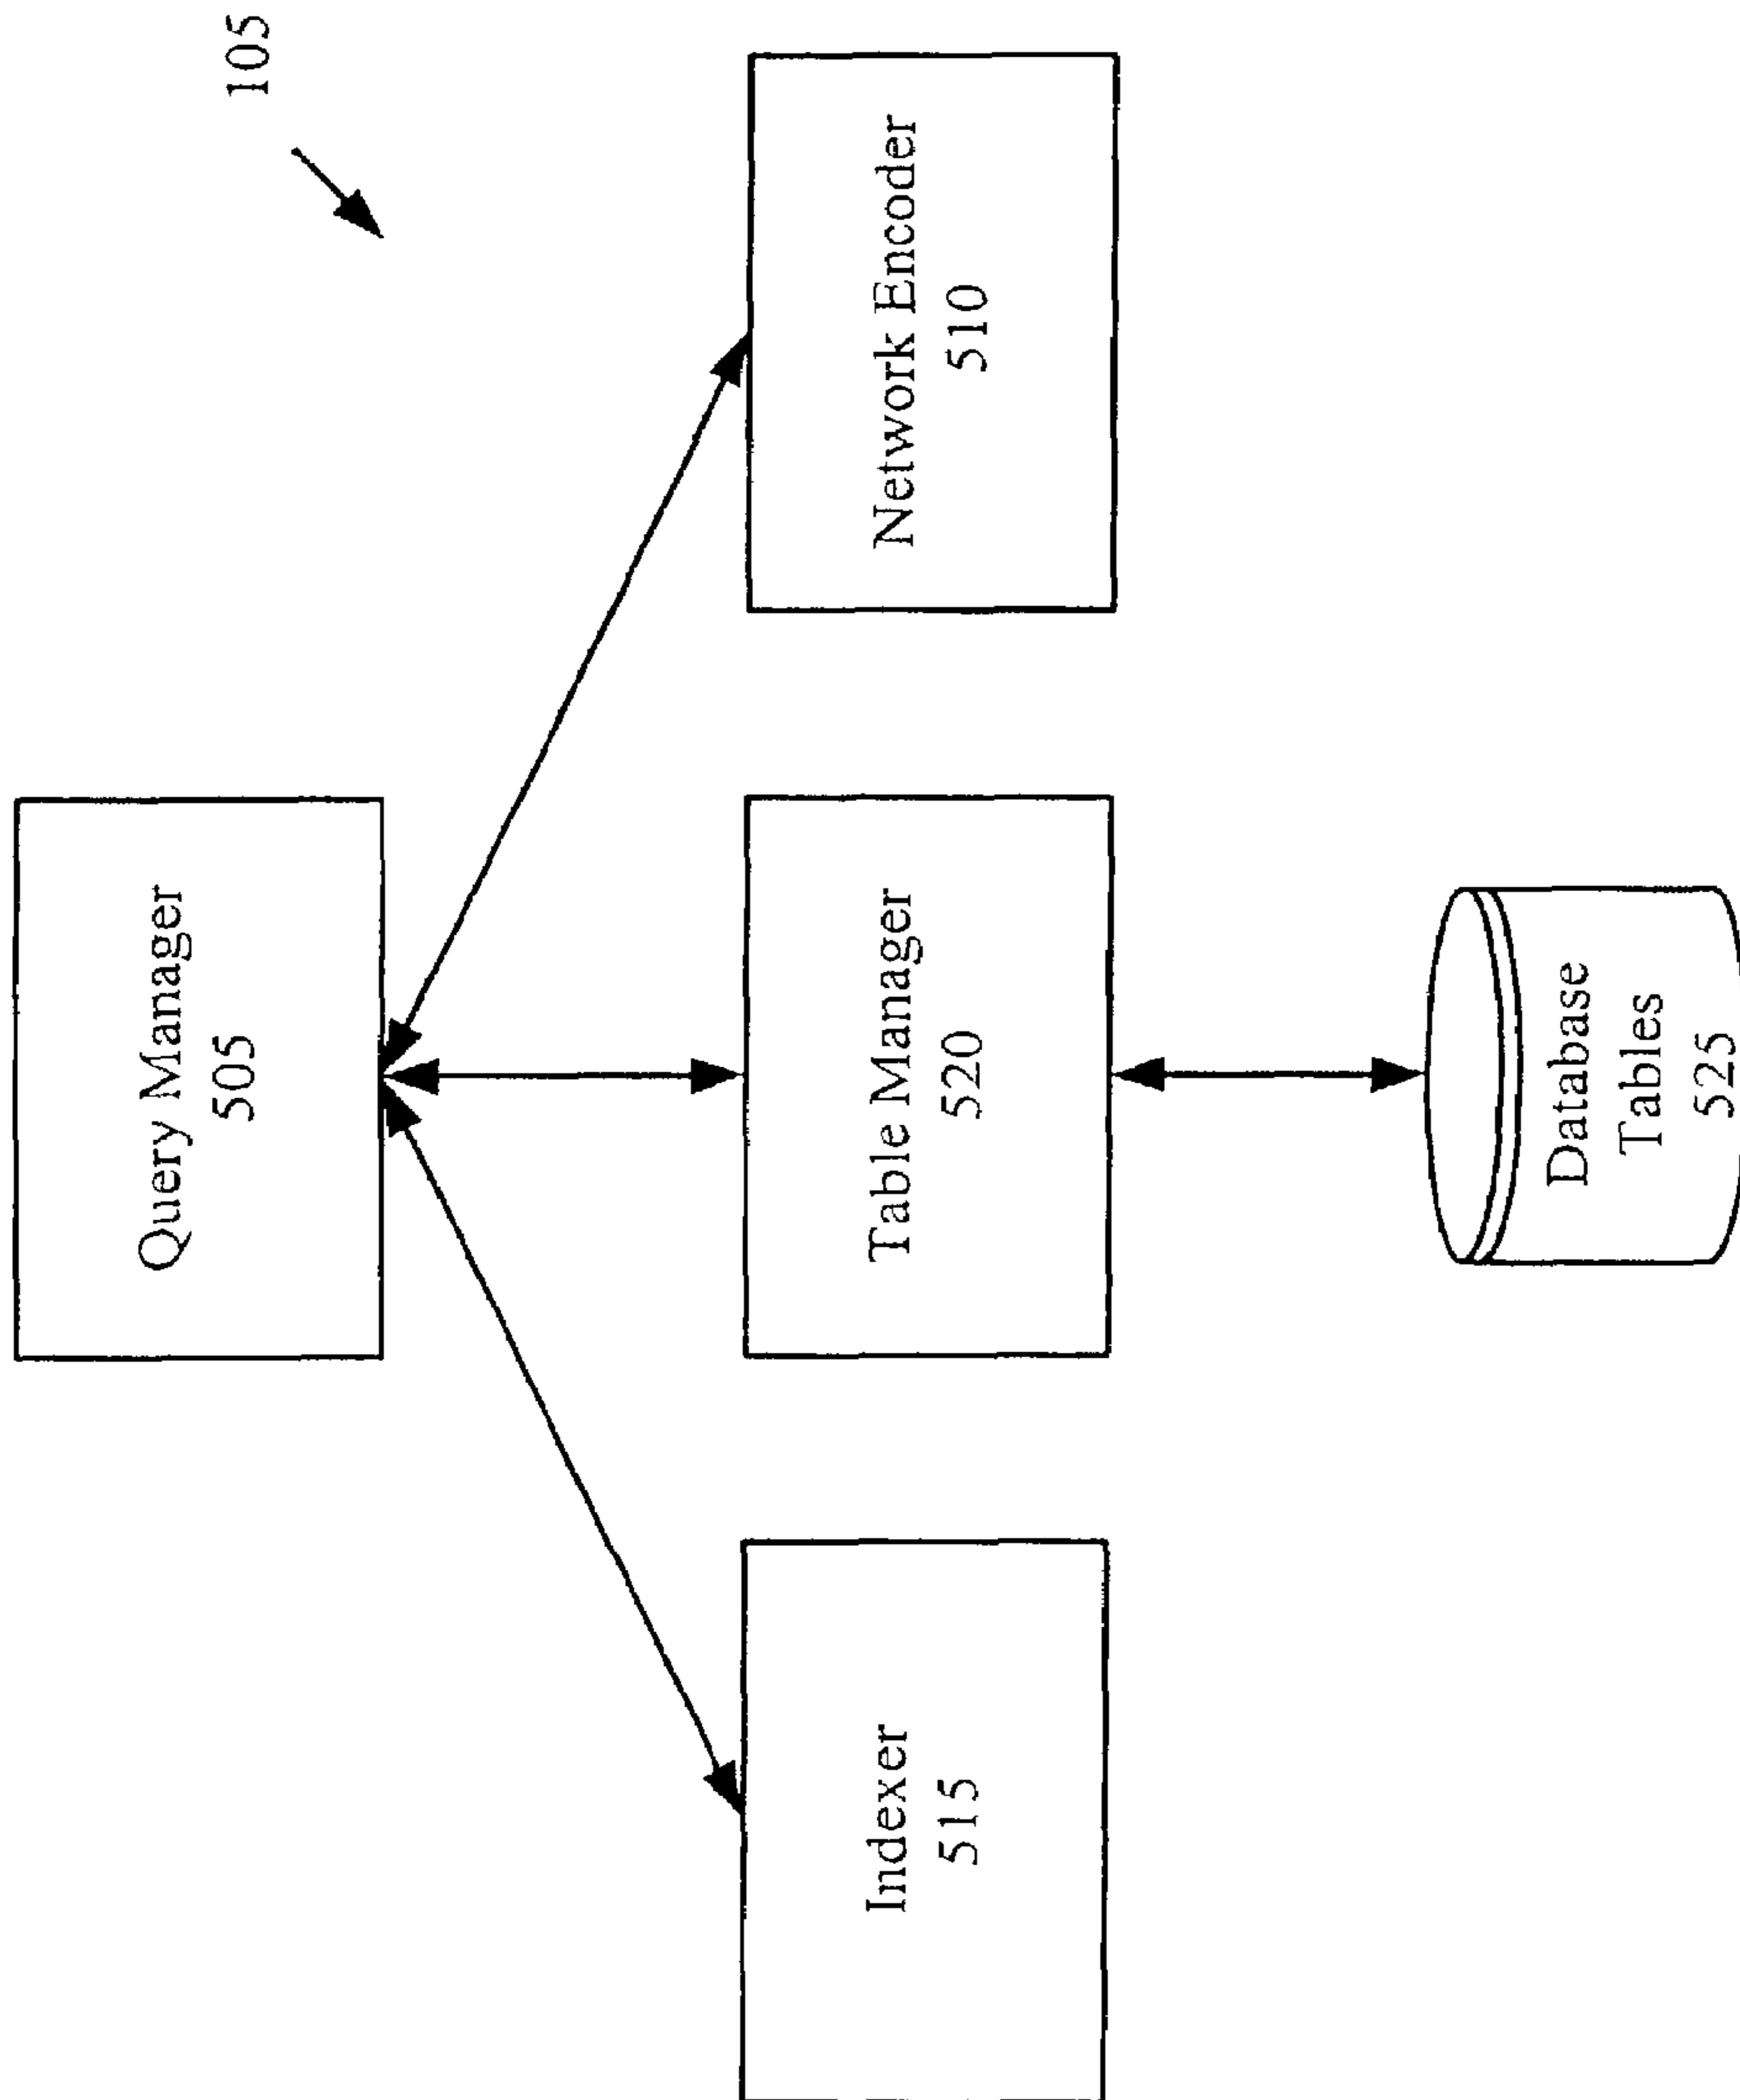 105
Query Manager
505
Network Encoder
510
Table Manager
520
Indexer
515
Database
Tables
525